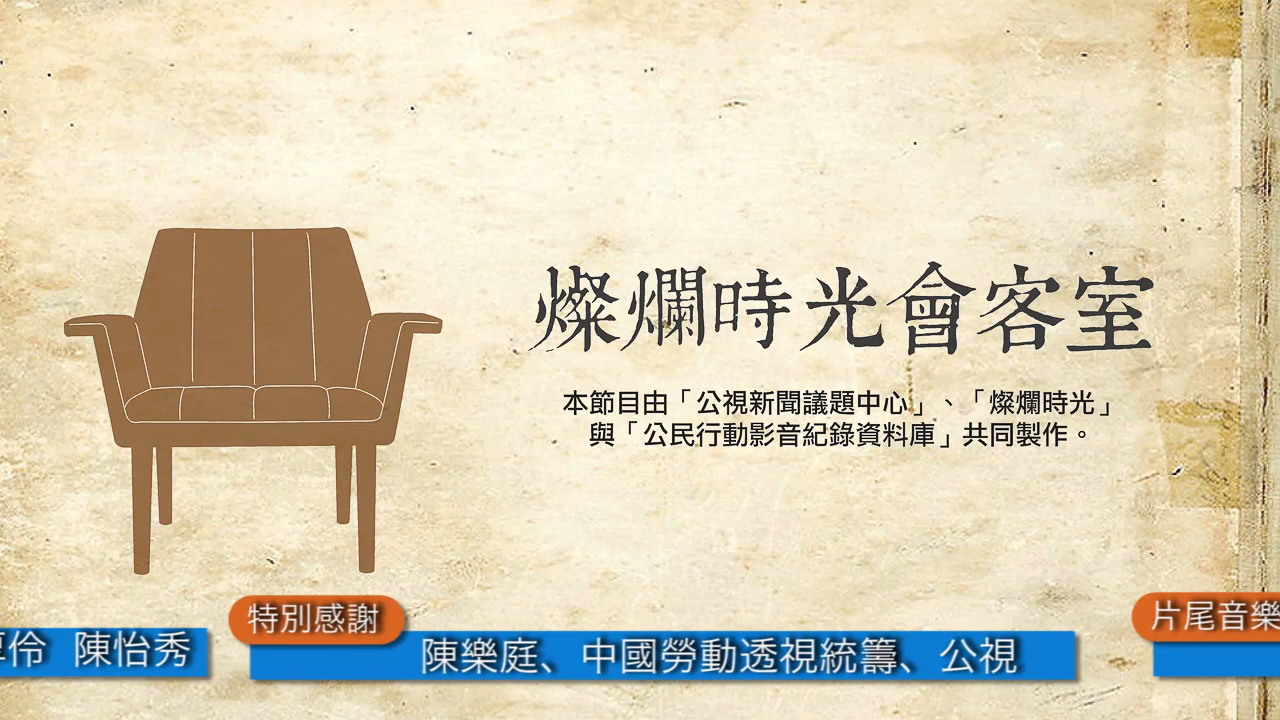 燦爛時光會客室
本節目由「公視新聞議題中心」、「燦爛時光」
與「公民行動影音紀錄資料庫」共同製作。
特別感謝
片尾音樂
伶 陳怡秀
陳樂庭、中國勞動透視統籌、公視